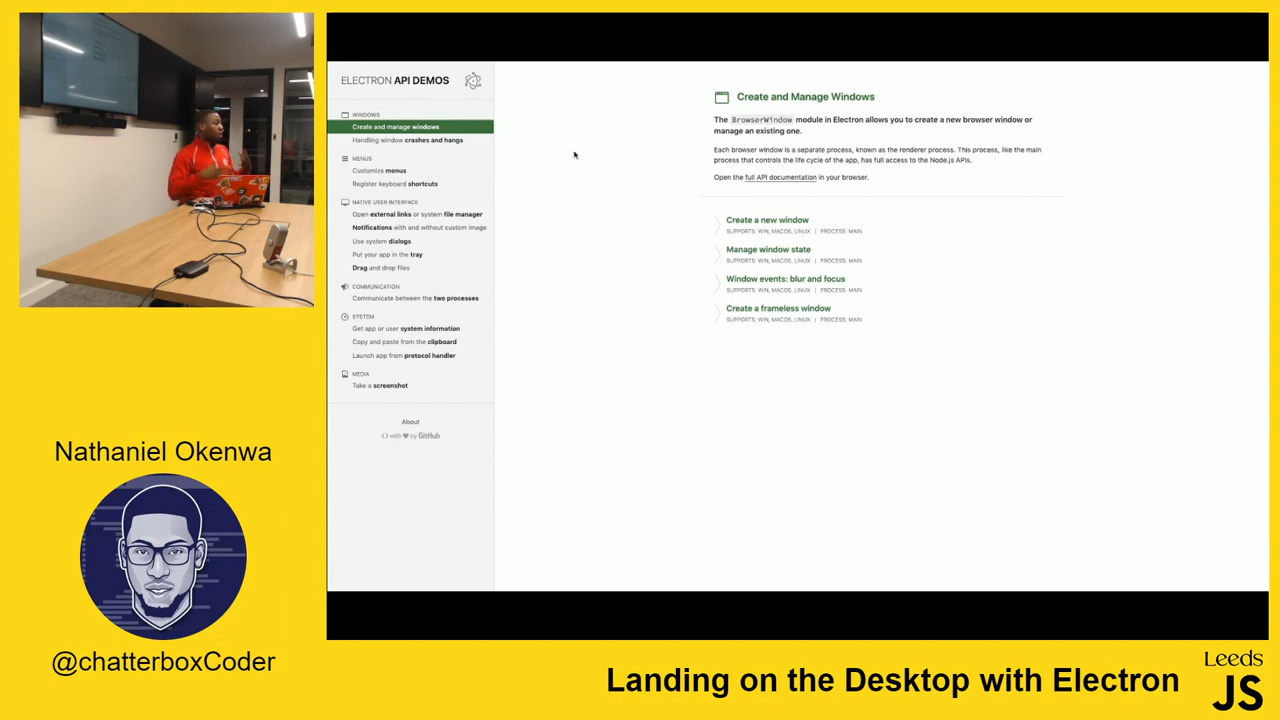 ELECTRON API DEMOS
WINDOWS
Create and manage windows
Handling window crashes and hangs
MENUS
Customize menus
Register keyboard shortcuts
NATIVE USER INTERFACE
Open external links or system file manager
Notifications with and without custom image
Use system dialogs
Put your app in the tray
Drag and drop files
COMMUNICATION
Communicate between the two processes
SYSTEM
Get app or user system information
Copy and paste from the clipboard
Launch app from protocol handler
MEDIA
Take a screenshot
About
<> with ♥ by GitHub
Create and Manage Windows
The BrowserWindow module in Electron allows you to create a new browser window or
manage an existing one.
Each browser window is a separate process, known as the renderer process. This process, like the main
process that controls the life cycle of the app, has full access to the Node.js APIs.
Open the full API documentation in your browser.
Create a new window
SUPPORTS: WIN, MACOS, LINUX | PROCESS: MAIN
Manage window state
SUPPORTS: WIN, MACOS, LINUX | PROCESS: MAIN
Window events: blur and focus
SUPPORTS: WIN, MACOS, LINUX | PROCESS: MAIN
Create a frameless window
SUPPORTS: WIN, MACOS, LINUX | PROCESS: MAIN
Nathaniel Okenwa
@chatterboxCoder
Landing on the Desktop with Electron
Leeds
JS